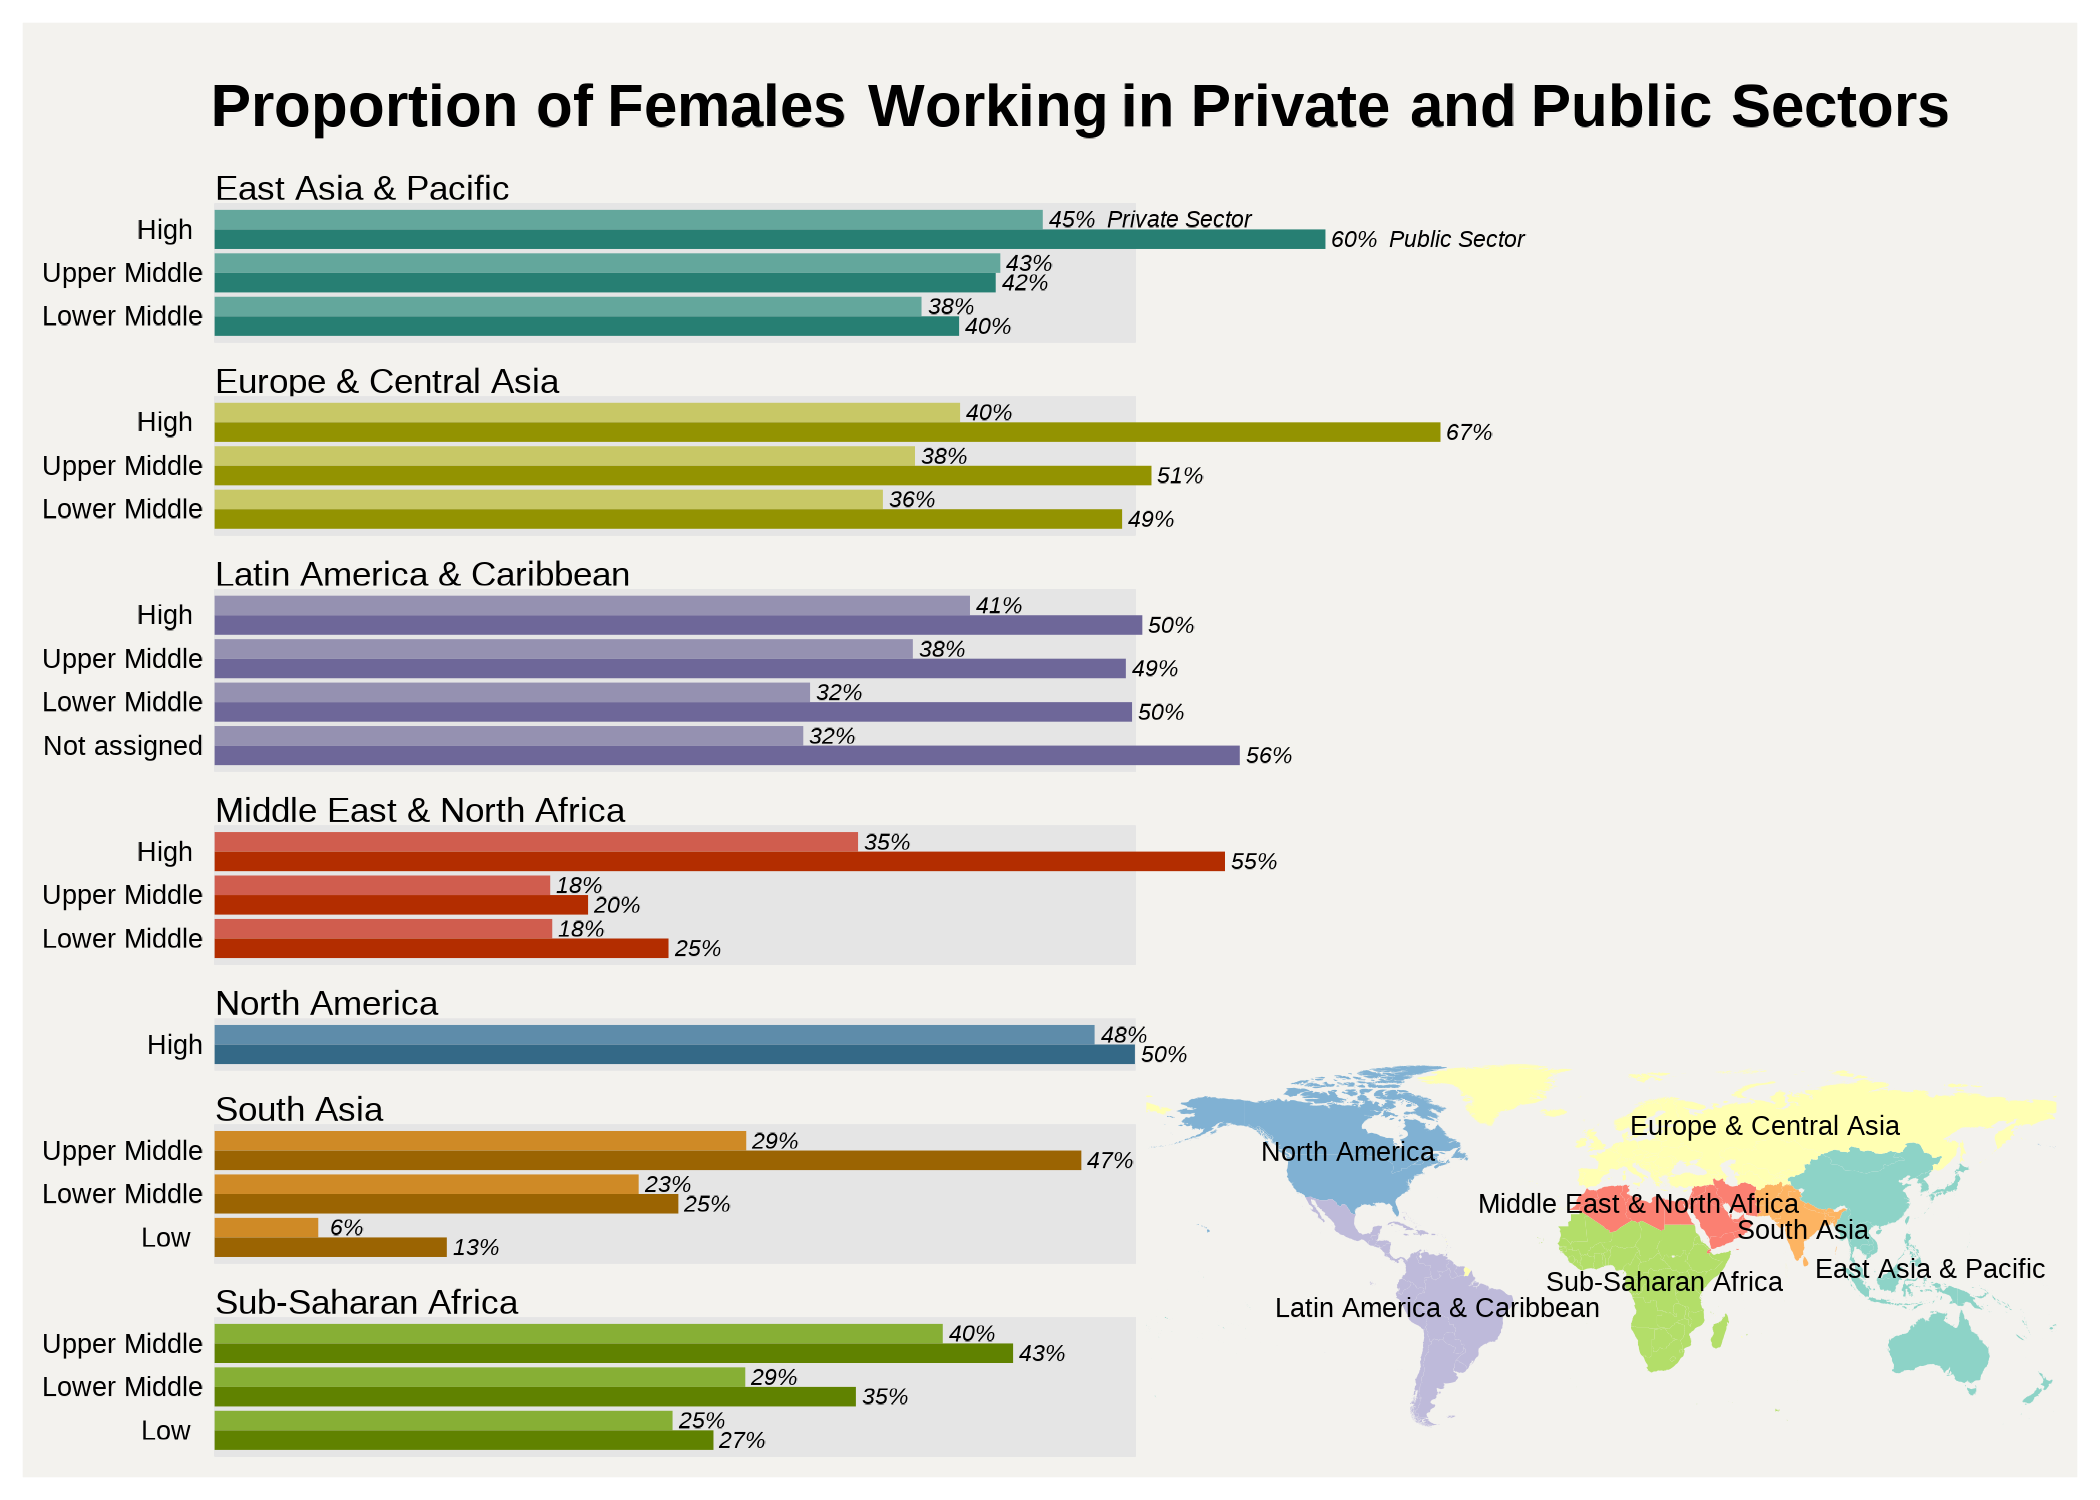 Proportion of Females Working in Private and Public Sectors
East Asia & Pacific
High 45% Private Sector
60% Public Sector
Upper Middle 43%
42%
Lower Middle 38%
40%
Europe & Central Asia
High 40%
67%
Upper Middle 38%
51%
Lower Middle 36%
49%
Latin America & Caribbean
High 41%
50%
Upper Middle 38%
49%
Lower Middle 32%
50%
Not assigned 32%
56%
Middle East & North Africa
High 35%
55%
Upper Middle 18%
20%
Lower Middle 18%
25%
North America
High 48%
50%
South Asia
Upper Middle 29%
47%
Lower Middle 23%
25%
Low 6%
13%
Sub-Saharan Africa
Upper Middle 40%
43%
Lower Middle 29%
35%
Low 25%
27%
Europe & Central Asia
North America
Middle East & North Africa
South Asia
East Asia & Pacific
Sub-Saharan Africa
Latin America & Caribbean